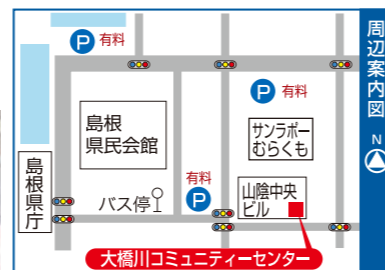 周辺案内図
N
P 有料
P 有料
島根
県民会館
サンラポー
むらくも
島根県庁
バス停
有料
P
山陰中央
ビル
大橋川コミュニティーセンター